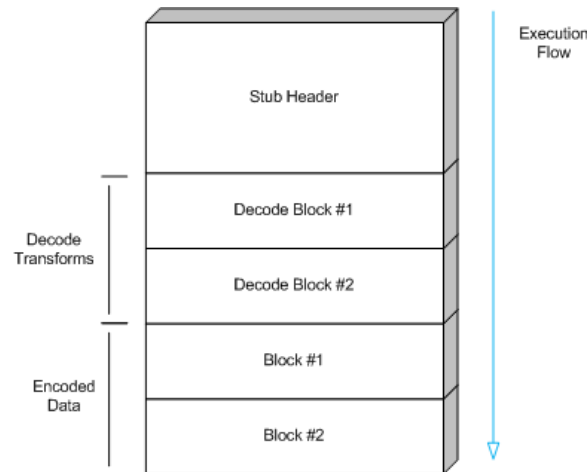 Execution
Flow
Stub Header
Decode Block #1
Decode
Transforms
Decode Block #2
Block #1
Encoded
Data
Block #2